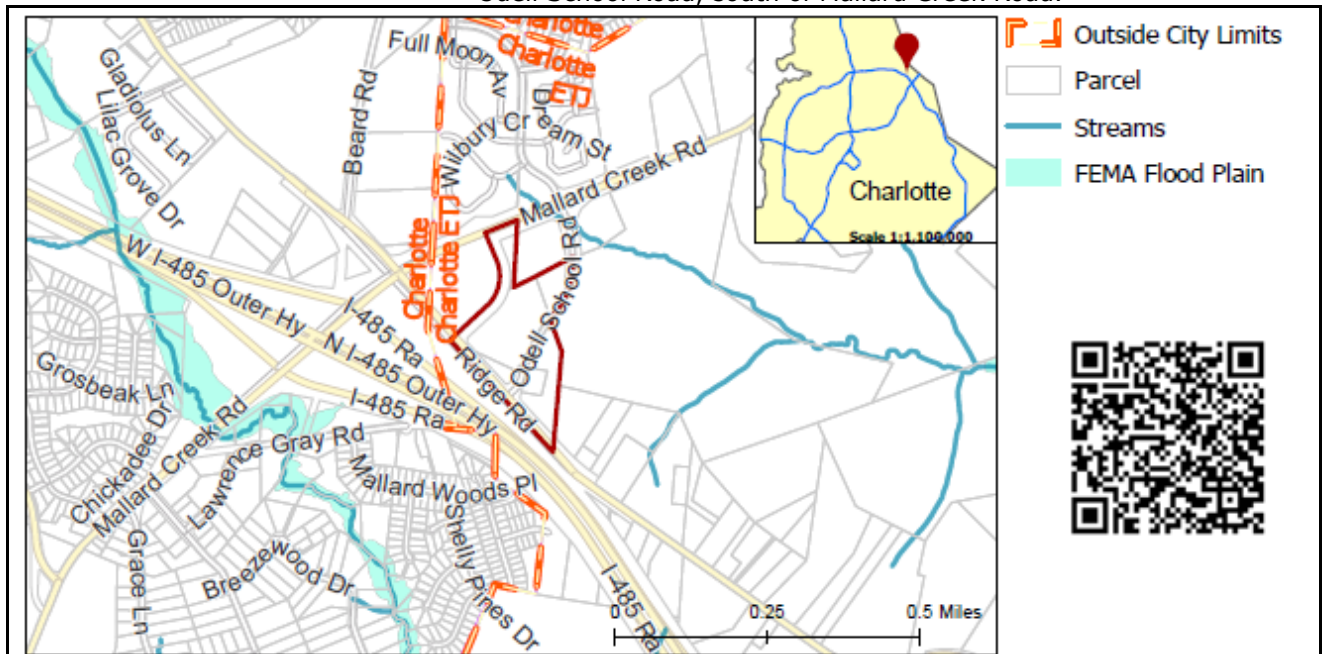 Odell School Road, South of Mallard Creek Road.
Outside City Limits
Parcel
Streams
FEMA Flood Plain
Charlotte
Scale 1:1,100,000
Charlotte
Charlotte
ETJ
Full Moon Av
Gladiolus Ln
Lilac Grove Dr
Beard Rd
Wilbury Cr
Dream St
Mallard Creek Rd
Odell School Rd
Charlotte
Charlotte ETJ
W I-485 Outer Hy
I-485 Ra
N I-485 Outer Hy
I-485 Ra
Ridge Rd
Odell School Rd
Grosbeak Ln
Chickadee Dr
Mallard Creek Rd
Lawrence Gray Rd
Mallard Woods Pl
Shelly Pines Dr
Grace Ln
Breezewood Dr
I-485 Ra
0 0.25 0.5 Miles